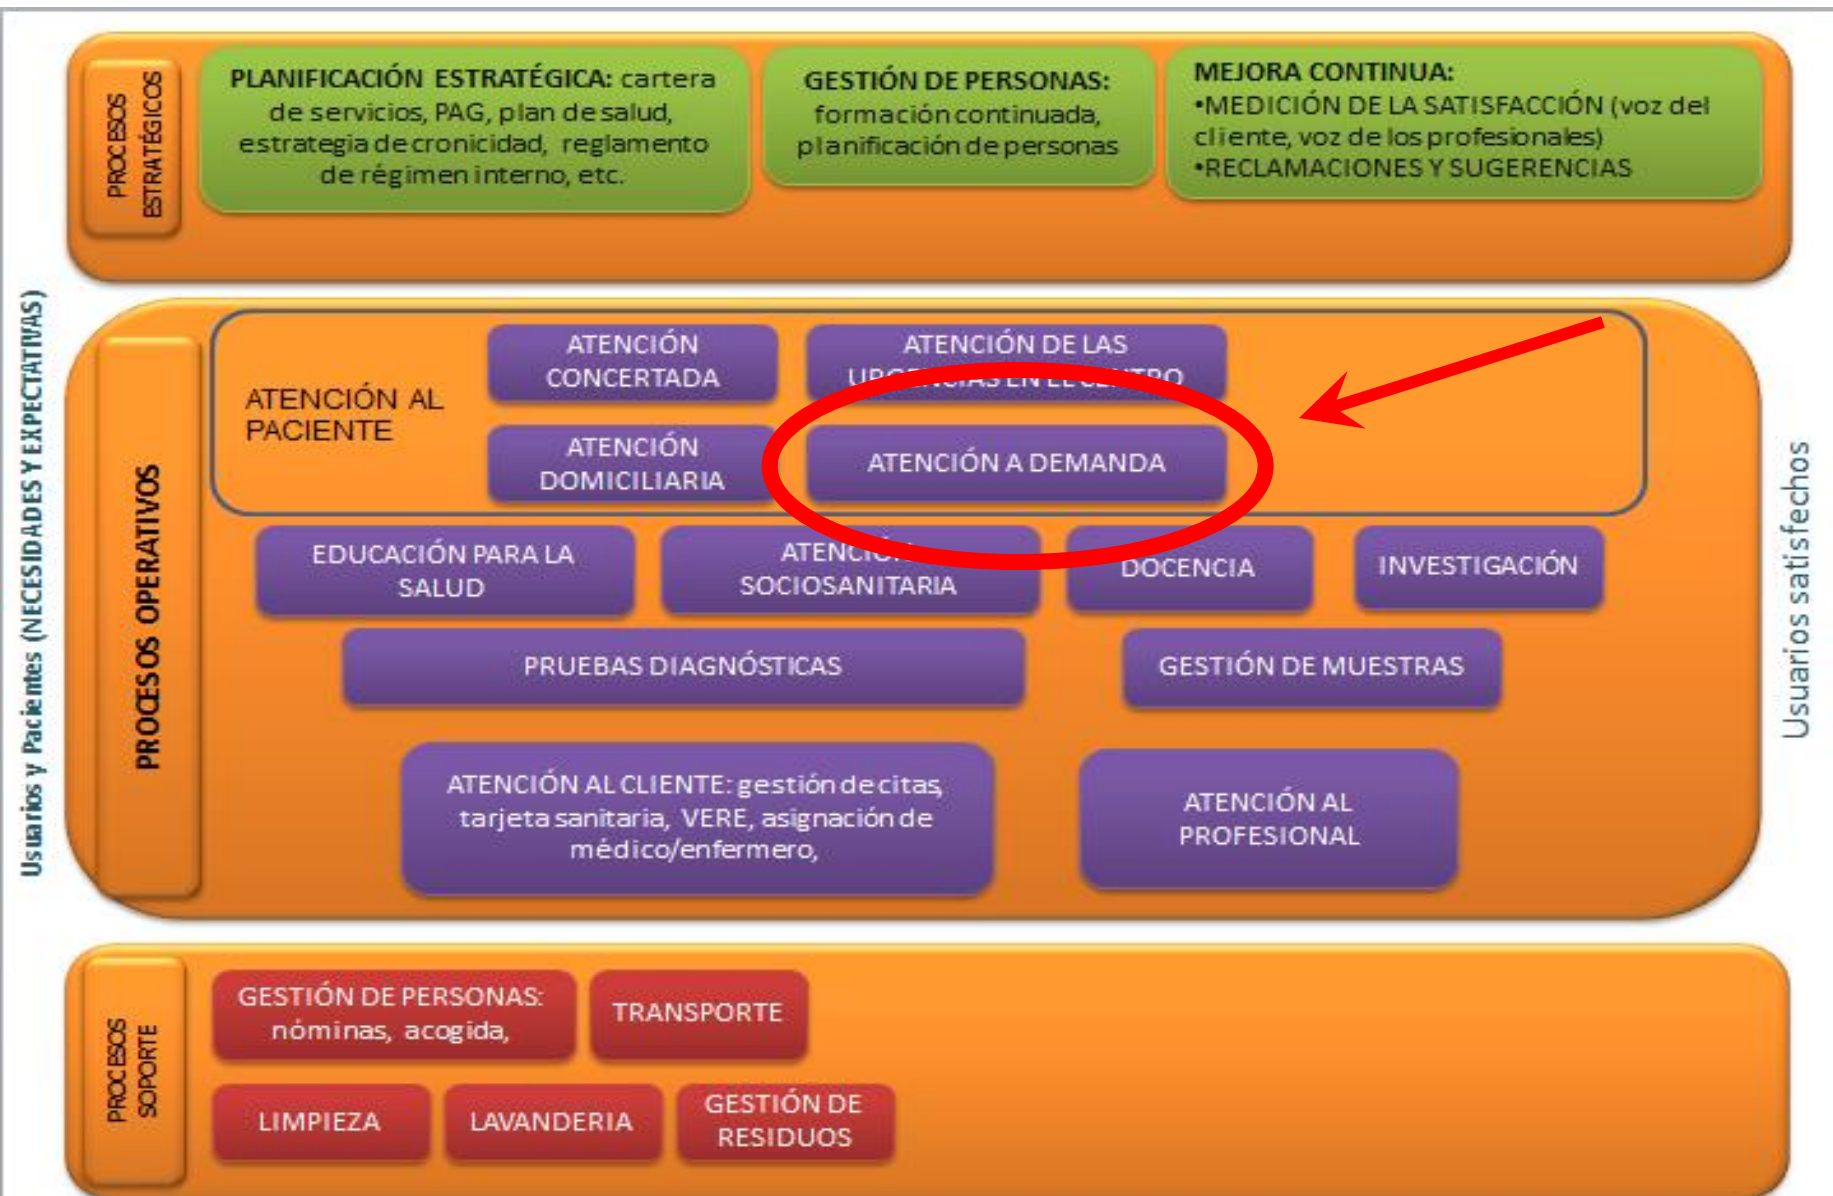 PROCESOS
ESTRATÉGICOS
PLANIFICACIÓN ESTRATÉGICA: cartera
de servicios, PAG, plan de salud,
estrategia de cronicidad, reglamento
de régimen interno, etc.
GESTIÓN DE PERSONAS:
formación continuada,
planificación de personas
MEJORA CONTINUA:
•MEDICIÓN DE LA SATISFACCIÓN (voz del
cliente, voz de los profesionales)
•RECLAMACIONES Y SUGERENCIAS
Usuarios y Pacientes (NECESIDADES Y EXPECTATIVAS)
PROCESOS OPERATIVOS
ATENCIÓN AL
PACIENTE
ATENCIÓN
CONCERTADA
ATENCIÓN DE LAS
URGENCIAS EN EL CENTRO
ATENCIÓN
DOMICILIARIA
ATENCIÓN A DEMANDA
EDUCACIÓN PARA LA
SALUD
ATENCIÓN
SOCIOSANITARIA
DOCENCIA
INVESTIGACIÓN
PRUEBAS DIAGNÓSTICAS
GESTIÓN DE MUESTRAS
ATENCIÓN AL CLIENTE: gestión de citas,
tarjeta sanitaria, VERE, asignación de
médico/enfermero,
ATENCIÓN AL
PROFESIONAL
Usuarios satisfechos
PROCESOS
SOPORTE
GESTIÓN DE PERSONAS:
nóminas, acogida,
TRANSPORTE
LIMPIEZA
LAVANDERIA
GESTIÓN DE
RESIDUOS